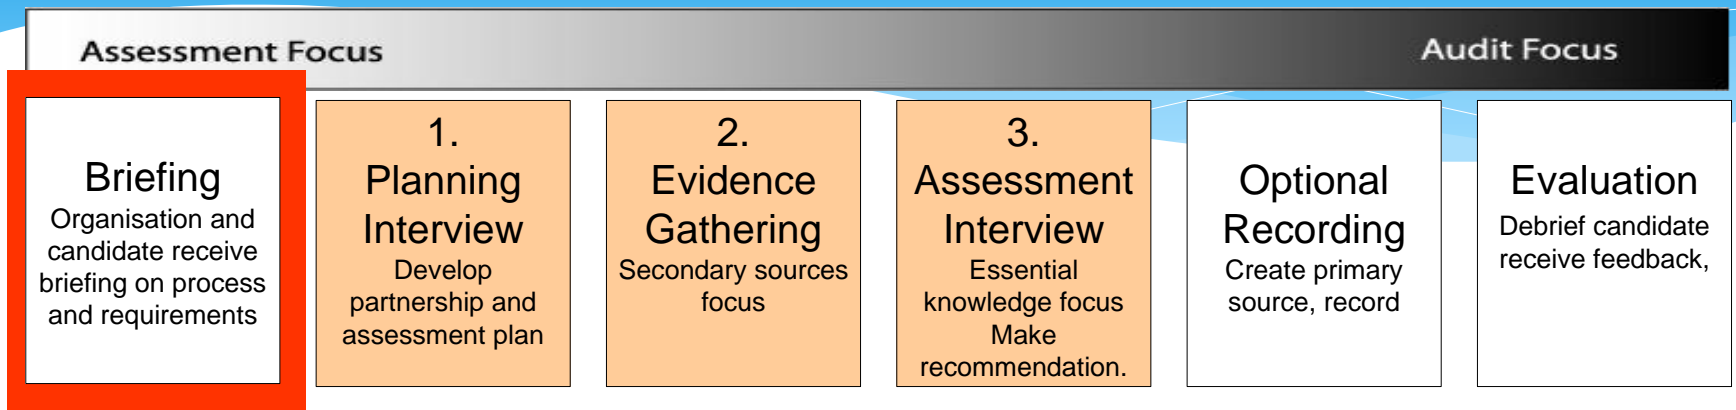 Assessment Focus
Audit Focus
Briefing
Organisation and
candidate receive
briefing on process
and requirements
1.
Planning
Interview
Develop
partnership and
assessment plan
2.
Evidence
Gathering
Secondary sources
focus
3.
Assessment
Interview
Essential
knowledge focus
Make
recommendation.
Optional
Recording
Create primary
source, record
Evaluation
Debrief candidate
receive feedback,